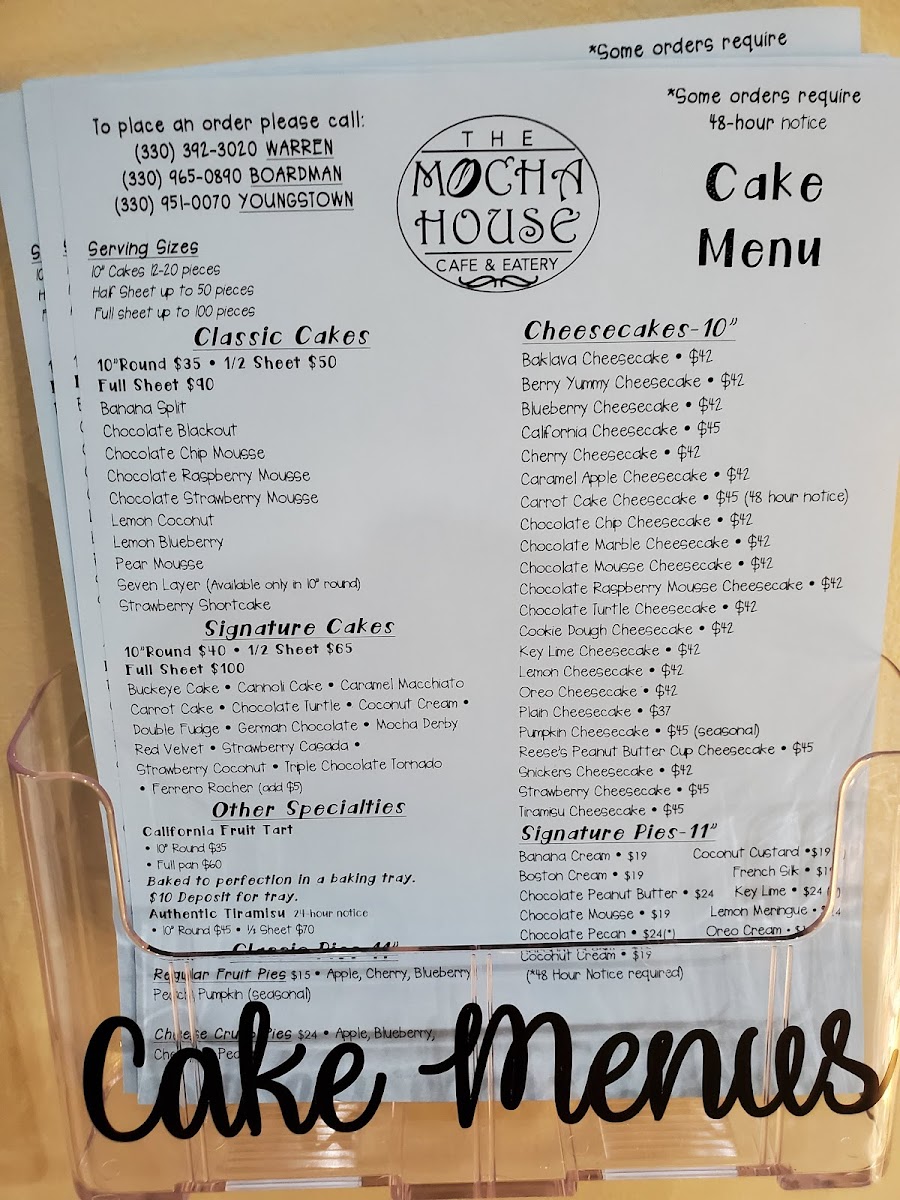 *Some orders require
To place an order please call:
(330) 392-3020 WARREN
(330) 965-0890 BOARDMAN
(330) 951-0070 YOUNGSTOWN
THE
MOCHA
HOUSE
CAFE & EATERY
*Some orders require
48-hour notice
Cake
Menu
Serving Sizes
10" Cakes 12-20 pieces
Half Sheet up to 50 pieces
Full sheet up to 100 pieces
Classic Cakes
10"Round $35 • 1/2 Sheet $50
Full Sheet $90
Banana Split
Chocolate Blackout
Chocolate Chip Mousse
Chocolate Raspberry Mousse
Chocolate Strawberry Mousse
Lemon Coconut
Lemon Blueberry
Pear Mousse
Seven Layer (Available only in 10" round)
Strawberry Shortcake
Signature Cakes
10"Round $40 • 1/2 Sheet $65
Full Sheet $100
Buckeye Cake • Cannoli Cake • Caramel Macchiato
Carrot Cake • Chocolate Turtle • Coconut Cream •
Double Fudge • German Chocolate • Mocha Derby
Red Velvet • Strawberry Casada •
Strawberry Coconut • Triple Chocolate Tornado
• Ferrero Rocher (add $5)
Other Specialties
California Fruit Tart
• 10" Round $35
• Full pan $60
Baked to perfection in a baking tray.
$10 Deposit for tray.
Authentic Tiramisu 24-hour notice
• 10" Round $45 • ½ Sheet $70
Classic Pies-11"
Regular Fruit Pies $15 • Apple, Cherry, Blueberry
Peach, Pumpkin (seasonal)
Cheese Crumb Pies $24 • Apple, Blueberry,
Cheesecakes-10"
Baklava Cheesecake • $42
Berry Yummy Cheesecake • $42
Blueberry Cheesecake • $42
California Cheesecake • $45
Cherry Cheesecake • $42
Caramel Apple Cheesecake • $42
Carrot Cake Cheesecake • $45 (48 hour notice)
Chocolate Chip Cheesecake • $42
Chocolate Marble Cheesecake • $42
Chocolate Mousse Cheesecake • $42
Chocolate Raspberry Mousse Cheesecake • $42
Chocolate Turtle Cheesecake • $42
Cookie Dough Cheesecake • $42
Key Lime Cheesecake • $42
Lemon Cheesecake • $42
Oreo Cheesecake • $42
Plain Cheesecake • $37
Pumpkin Cheesecake • $45 (seasonal)
Reese's Peanut Butter Cup Cheesecake • $45
Snickers Cheesecake • $42
Strawberry Cheesecake • $45
Tiramisu Cheesecake • $45
Signature Pies-11"
Banana Cream • $19 Coconut Custard •$19
Boston Cream • $19 French Silk •
Chocolate Peanut Butter • $24 Key Lime • $24
Chocolate Mousse • $19 Lemon Meringue •
Chocolate Pecan • $24(*) Oreo Cream •
Coconut Cream • $19
(*48 Hour Notice required)
Cake Menus